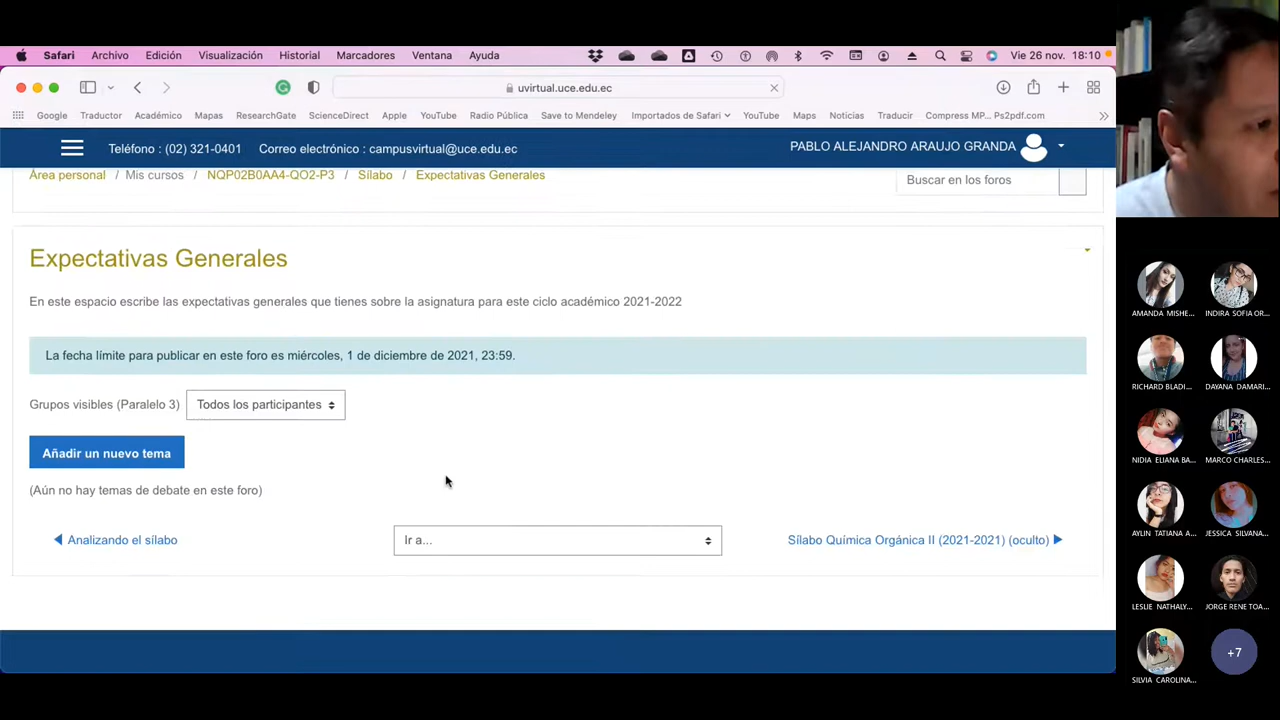 Safari Archivo Edición Visualización Historial Marcadores Ventana Ayuda Vie 26 nov. 18:10
uvirtual.uce.edu.ec
Google Traductor Académico Mapas ResearchGate ScienceDirect Apple YouTube Radio Pública Save to Mendeley Importados de Safari YouTube Maps Noticias Traducir Compress MP... Ps2pdf.com
Teléfono : (02) 321-0401 Correo electrónico : campusvirtual@uce.edu.ec PABLO ALEJANDRO ARAUJO GRANDA
Área personal / Mis cursos / NQP02B0AA4-QO2-P3 / Sílabo / Expectativas Generales Buscar en los foros
Expectativas Generales
En este espacio escribe las expectativas generales que tienes sobre la asignatura para este ciclo académico 2021-2022
La fecha límite para publicar en este foro es miércoles, 1 de diciembre de 2021, 23:59.
Grupos visibles (Paralelo 3) Todos los participantes
Añadir un nuevo tema
(Aún no hay temas de debate en este foro)
Analizando el sílabo Ir a... Sílabo Química Orgánica II (2021-2021) (oculto)
AMANDA MISHE... INDIRA SOFIA OR...
RICHARD BLADI... DAYANA DAMARI...
NIDIA ELIANA BA... MARCO CHARLES...
AYLIN TATIANA A... JESSICA SILVANA...
LESLIE NATHALY... JORGE RENE TOA...
SILVIA CAROLINA... +7